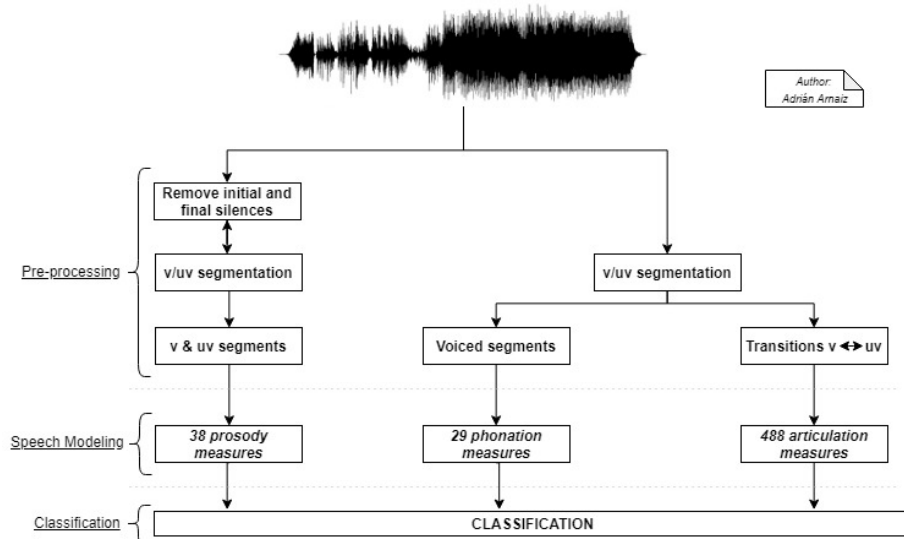 Author:
Adrián Arnaiz
Remove initial and
final silences
Pre-processing
v/uv segmentation
v/uv segmentation
v & uv segments
Voiced segments
Transitions v ↔ uv
Speech Modeling
38 prosody
measures
29 phonation
measures
488 articulation
measures
Classification
CLASSIFICATION